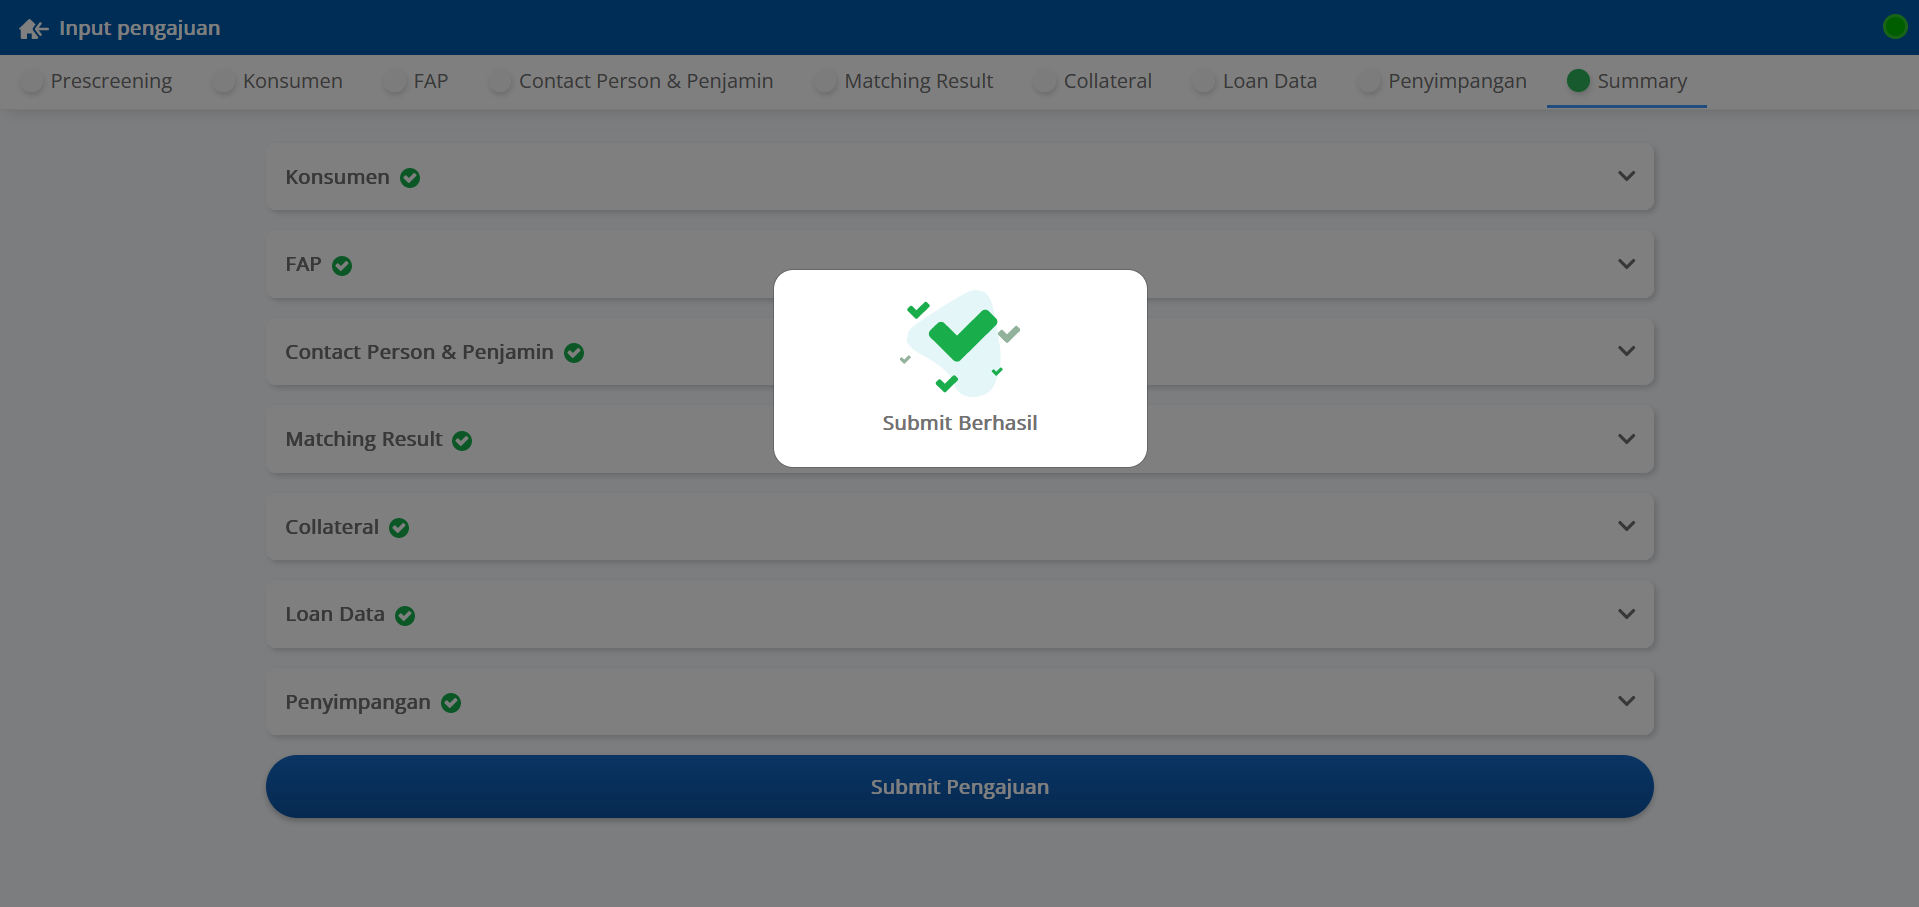 Input pengajuan
Prescreening Konsumen FAP Contact Person & Penjamin Matching Result Collateral Loan Data Penyimpangan Summary
Konsumen
FAP
Contact Person & Penjamin
Matching Result
Collateral
Loan Data
Penyimpangan
Submit Berhasil
Submit Pengajuan